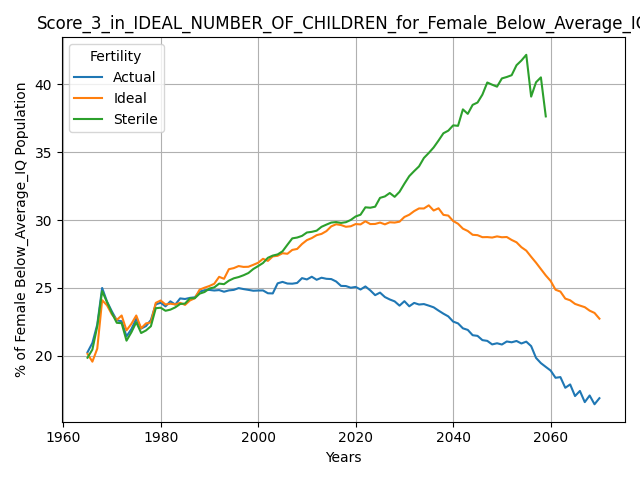 Score_3_in_IDEAL_NUMBER_OF_CHILDREN_for_Female_Below_Average_IQ
Fertility
Actual
Ideal
Sterile
% of Female Below_Average_IQ Population
40
35
30
25
20
1960 1980 2000 2020 2040 2060
Years